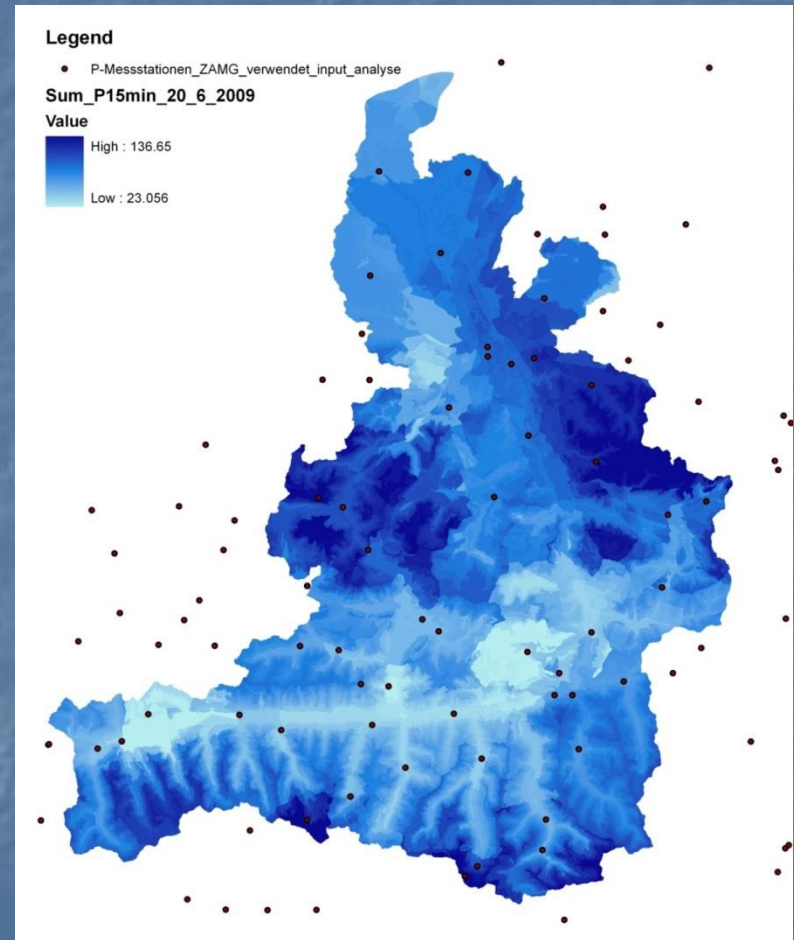 Legend
P-Messstationen_ZAMG_verwendet_input_analyse
Sum_P15min_20_6_2009
Value
High : 136.65
Low : 23.056